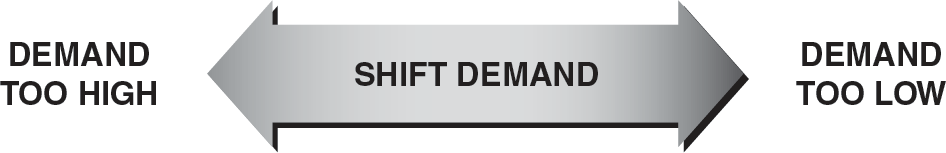 DEMAND
TOO HIGH
SHIFT DEMAND
DEMAND
TOO LOW